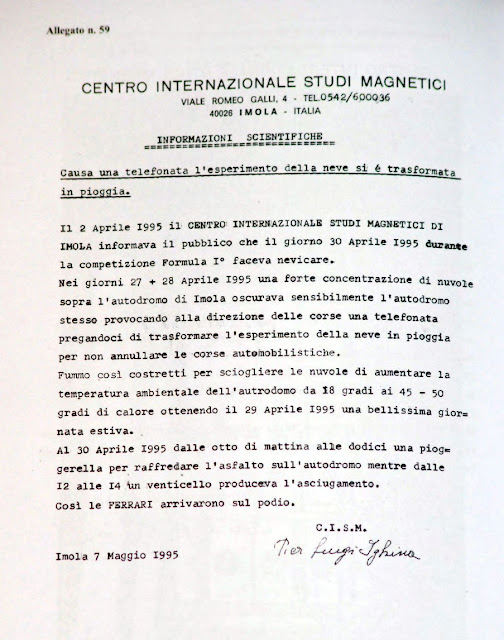 Allegato n. 59
CENTRO INTERNAZIONALE STUDI MAGNETICI
VIALE ROMEO GALLI, 4 - TEL.0542/600036
40026 IMOLA - ITALIA
INFORMAZIONI SCIENTIFICHE
==================================
Causa una telefonata l'esperimento della neve si é trasformata
in pioggia.
Il 2 Aprile I995 il CENTRO INTERNAZIONALE STUDI MAGNETICI DI
IMOLA informava il pubblico che il giorno 30 Aprile I995 durante
la competizione Formula I° faceva nevicare.
Nei giorni 27 + 28 Aprile I995 una forte concentrazione di nuvole
sopra l'autodromo di Imola oscurava sensibilmente l'autodromo
stesso provocando alla direzione delle corse una telefonata
pregandoci di trasformare l'esperimento della neve in pioggia
per non annullare le corse automobilistiche.
Fummo così costretti per sciogliere le nuvole di aumentare la
temperatura ambientale dell'autrodomo da I8 gradi ai 45 - 50
gradi di calore ottenendo il 29 Aprile I995 una bellissima gior=
nata estiva.
Al 30 Aprile I995 dalle otto di mattina alle dodici una piog=
gerella per raffredare l'asfalto sull'autodromo mentre dalle
I2 alle I4 un venticello produceva l'asciugamento.
Così le FERRARI arrivarono sul podio.
C.I.S.M.
Imola 7 Maggio I995 Pier Luigi Ighina